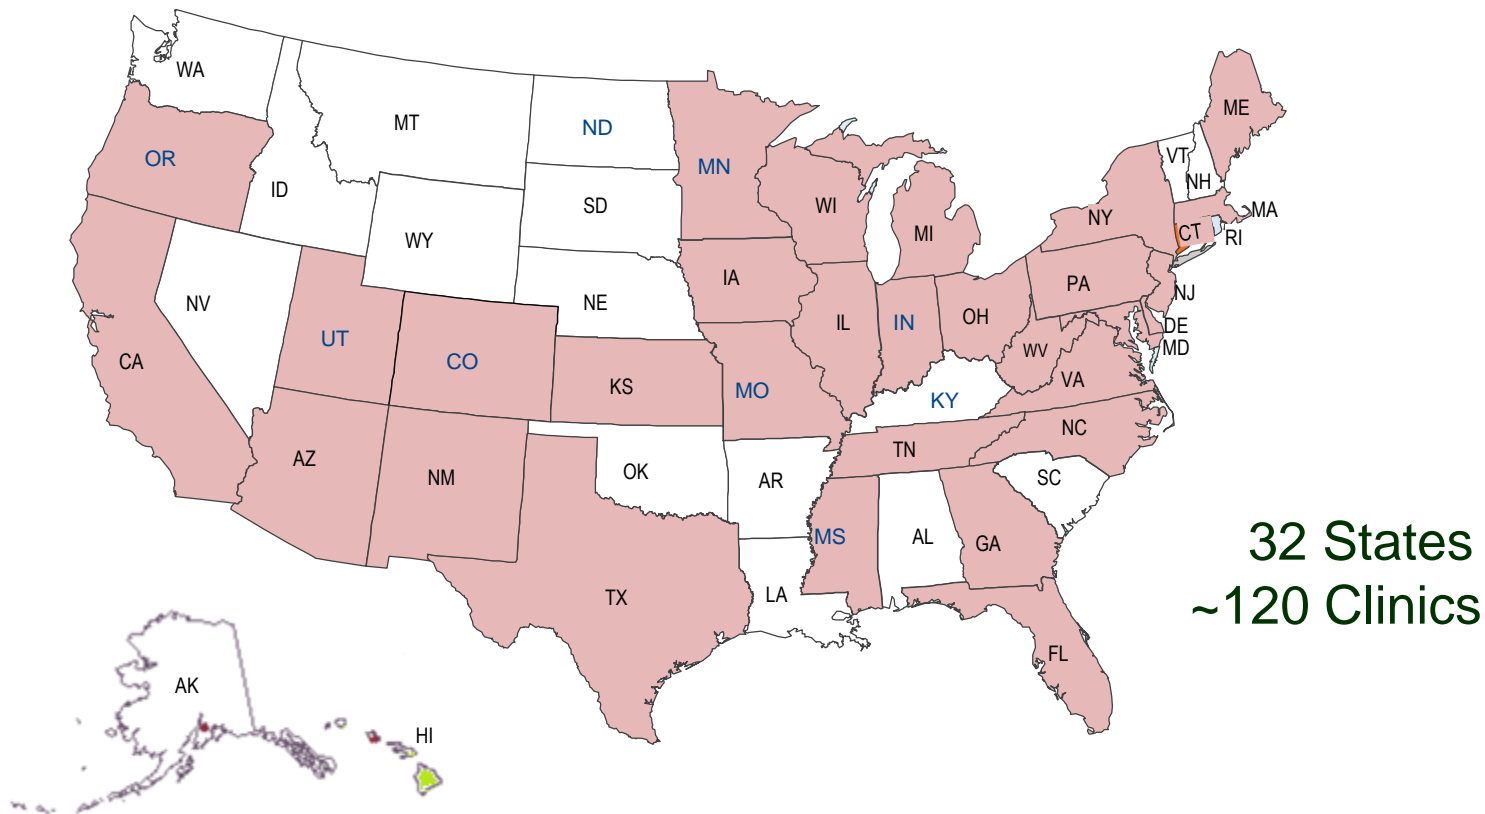 WA
MT
ND
MN
ME
OR
ID
SD
WI
VT
NH
WY
MI
NY
MA
CT
RI
NV
NE
IA
PA
NJ
UT
CO
IL
IN
OH
DE
MD
CA
KS
MO
WV
VA
KY
NC
AZ
NM
OK
AR
TN
SC
MS
AL
GA
TX
LA
FL
AK
HI
32 States
~120 Clinics